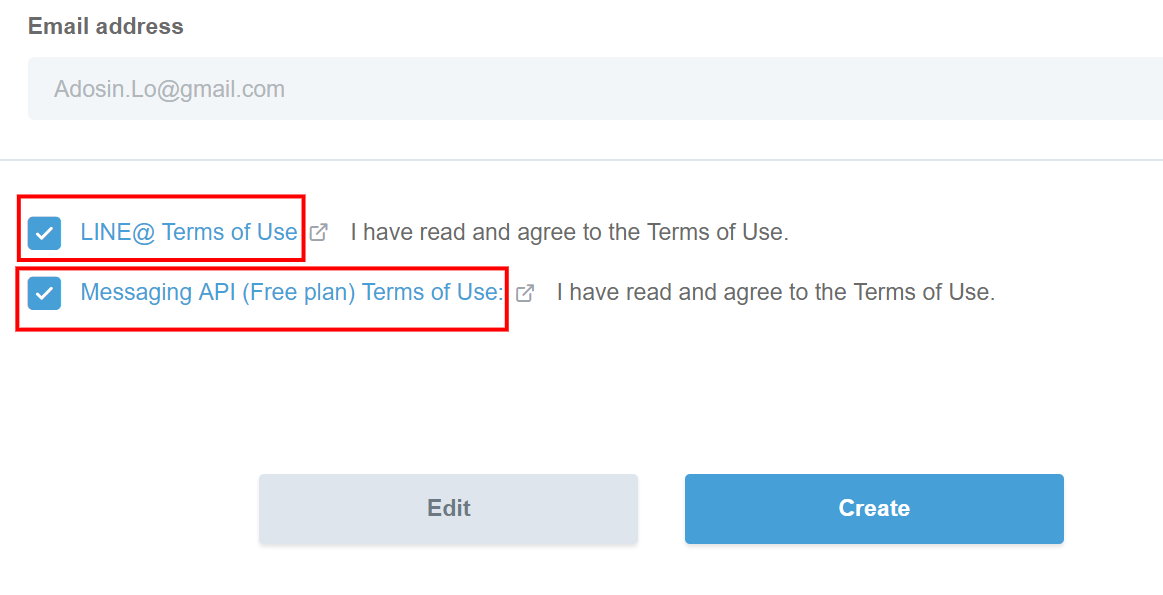 Email address
Adosin.Lo@gmail.com
LINE@ Terms of Use I have read and agree to the Terms of Use.
Messaging API (Free plan) Terms of Use: I have read and agree to the Terms of Use.
Edit Create